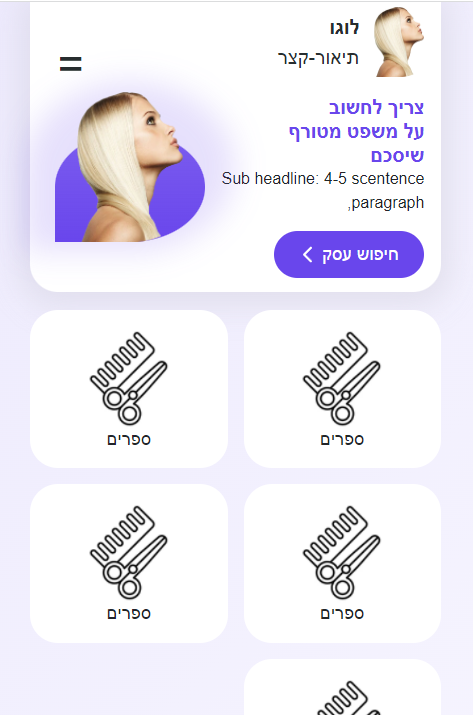 לוגו
תיאור-קצר
צריך לחשוב
על משפט מטורף
שיסכם
Sub headline: 4-5 scentence
paragraph,
חיפוש עסק
ספרים
ספרים
ספרים
ספרים